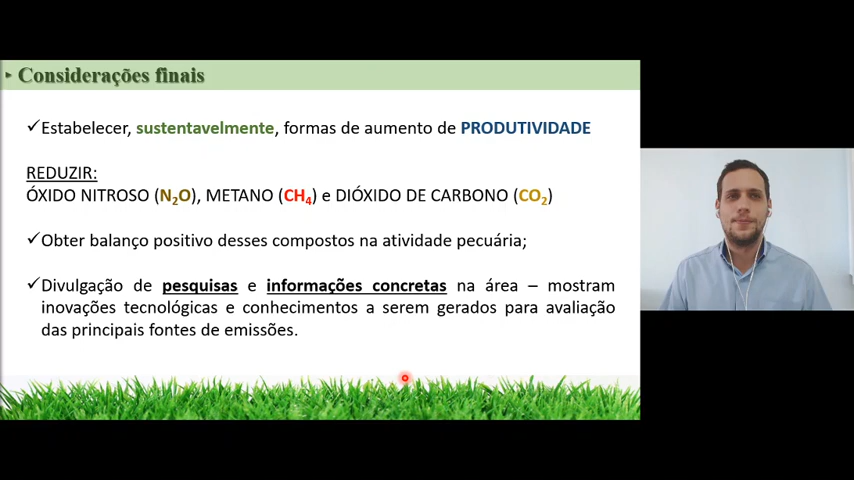 Considerações finais
✓Estabelecer, sustentavelmente, formas de aumento de PRODUTIVIDADE
REDUZIR:
ÓXIDO NITROSO (N₂O), METANO (CH₄) e DIÓXIDO DE CARBONO (CO₂)
✓Obter balanço positivo desses compostos na atividade pecuária;
✓Divulgação de pesquisas e informações concretas na área – mostram
inovações tecnológicas e conhecimentos a serem gerados para avaliação
das principais fontes de emissões.